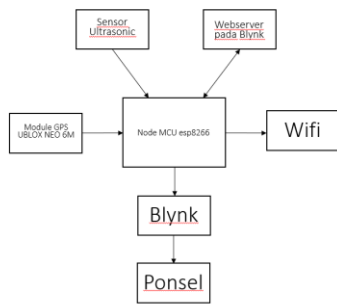 Sensor
Ultrasonic
Webserver
pada Blynk
Module GPS
UBLOX NEO 6M
Node MCU esp8266
Wifi
Blynk
Ponsel